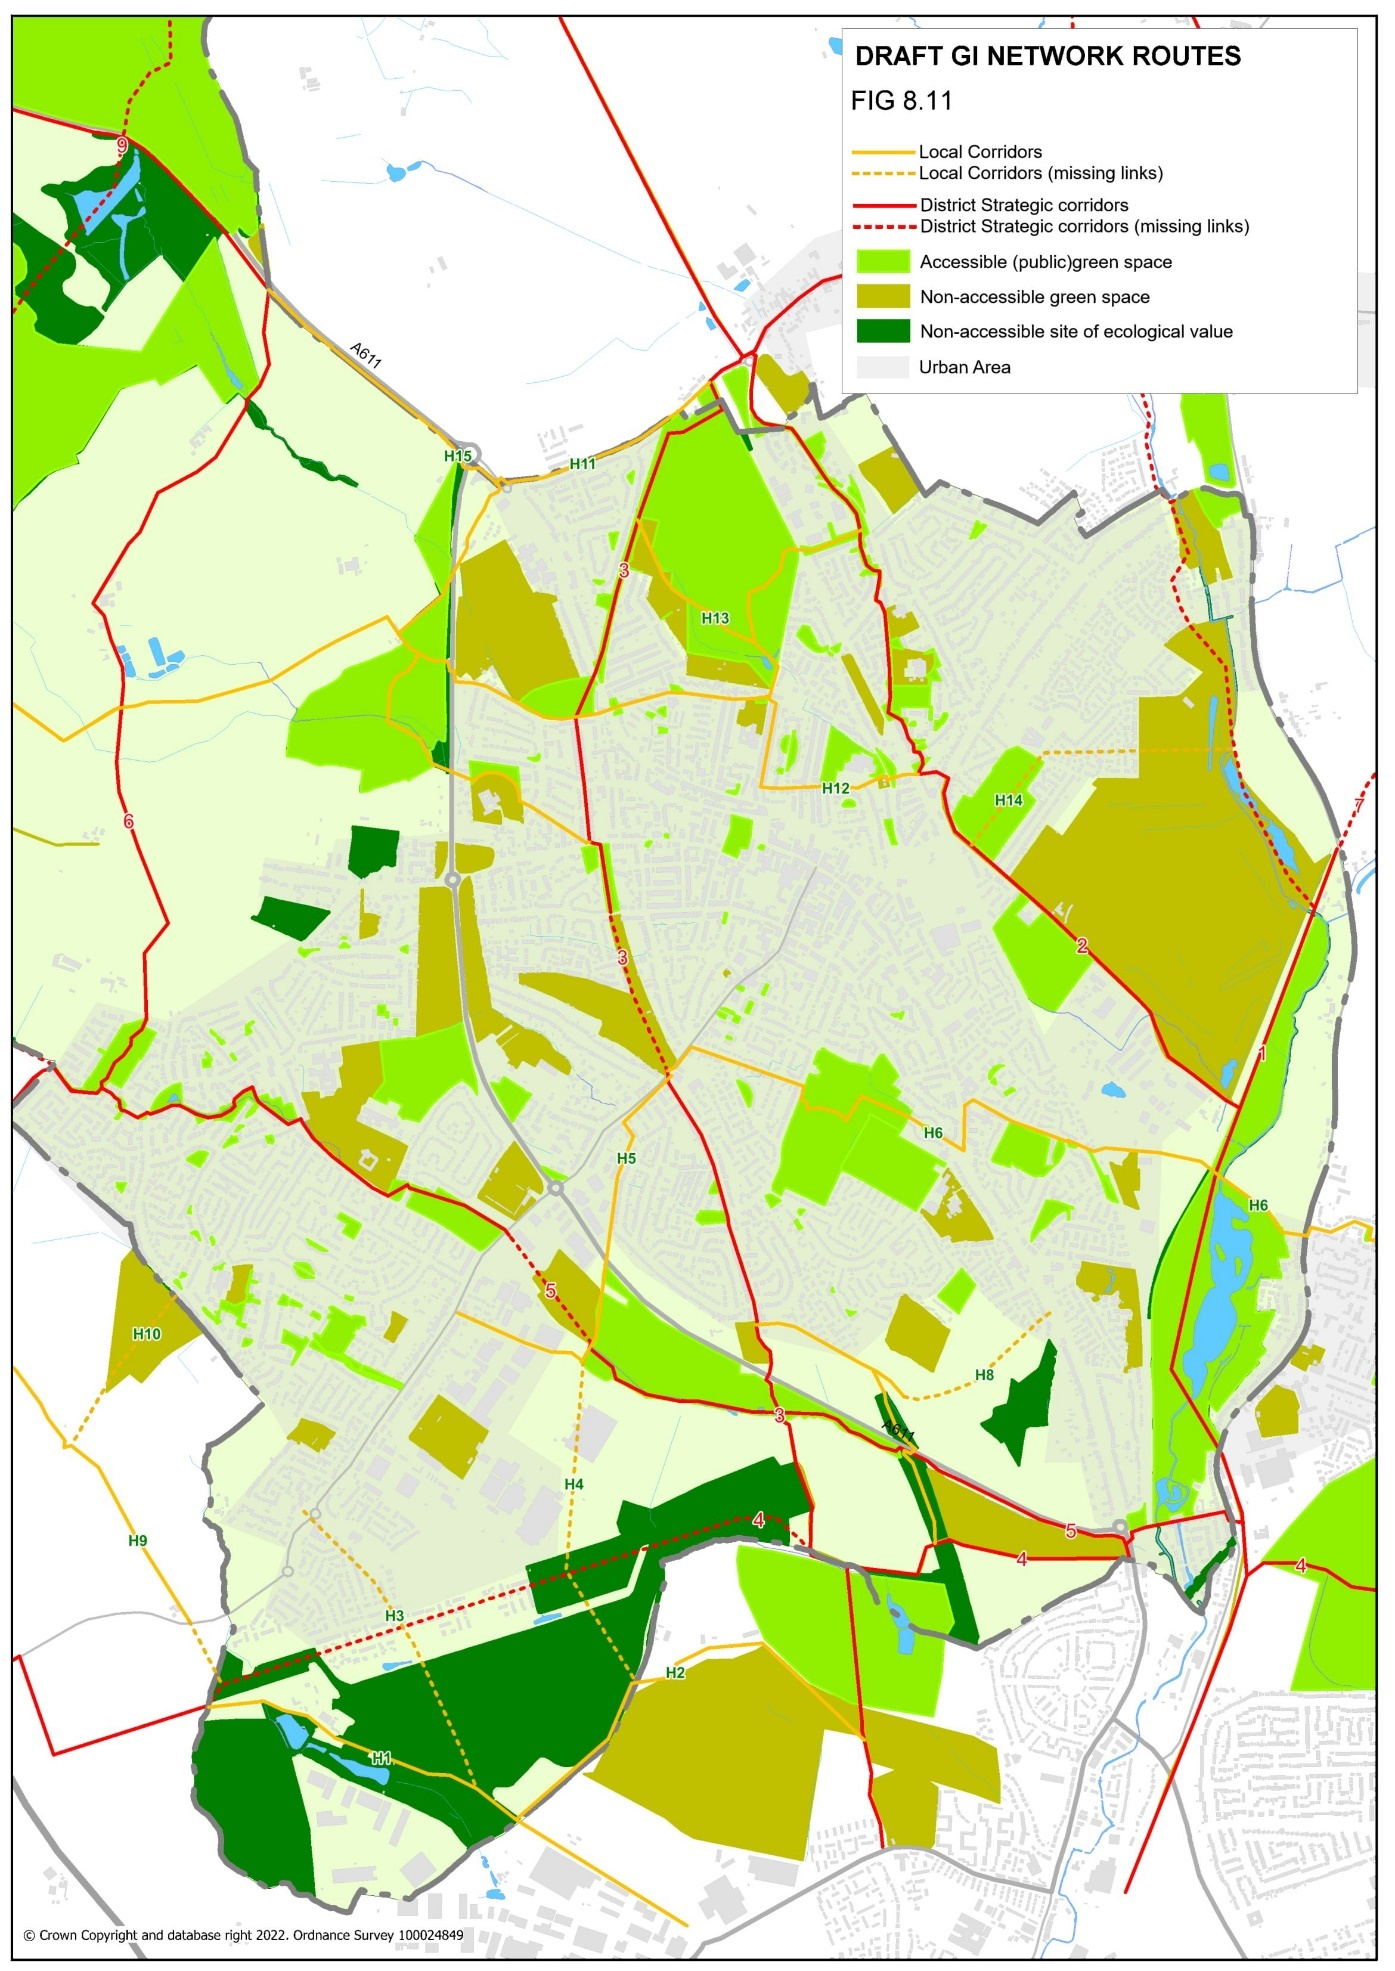 DRAFT GI NETWORK ROUTES
FIG 8.11
Local Corridors
Local Corridors (missing links)
District Strategic corridors
District Strategic corridors (missing links)
Accessible (public)green space
Non-accessible green space
Non-accessible site of ecological value
Urban Area
9
A611
H15
H11
3
H13
H12
H14
7
6
2
3
1
H6
H5
H6
5
H10
H8
3
A611
H4
H9
4
5
4
4
H3
H2
H1
© Crown Copyright and database right 2022. Ordnance Survey 100024849